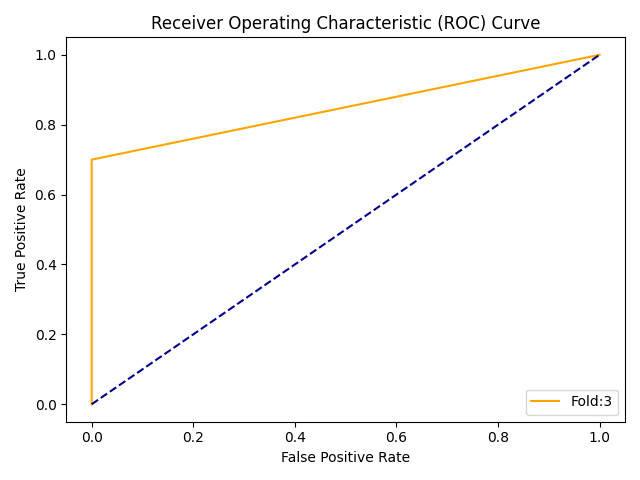 Receiver Operating Characteristic (ROC) Curve
1.0
0.8
0.6
0.4
0.2
0.0
True Positive Rate
Fold:3
0.0 0.2 0.4 0.6 0.8 1.0
False Positive Rate